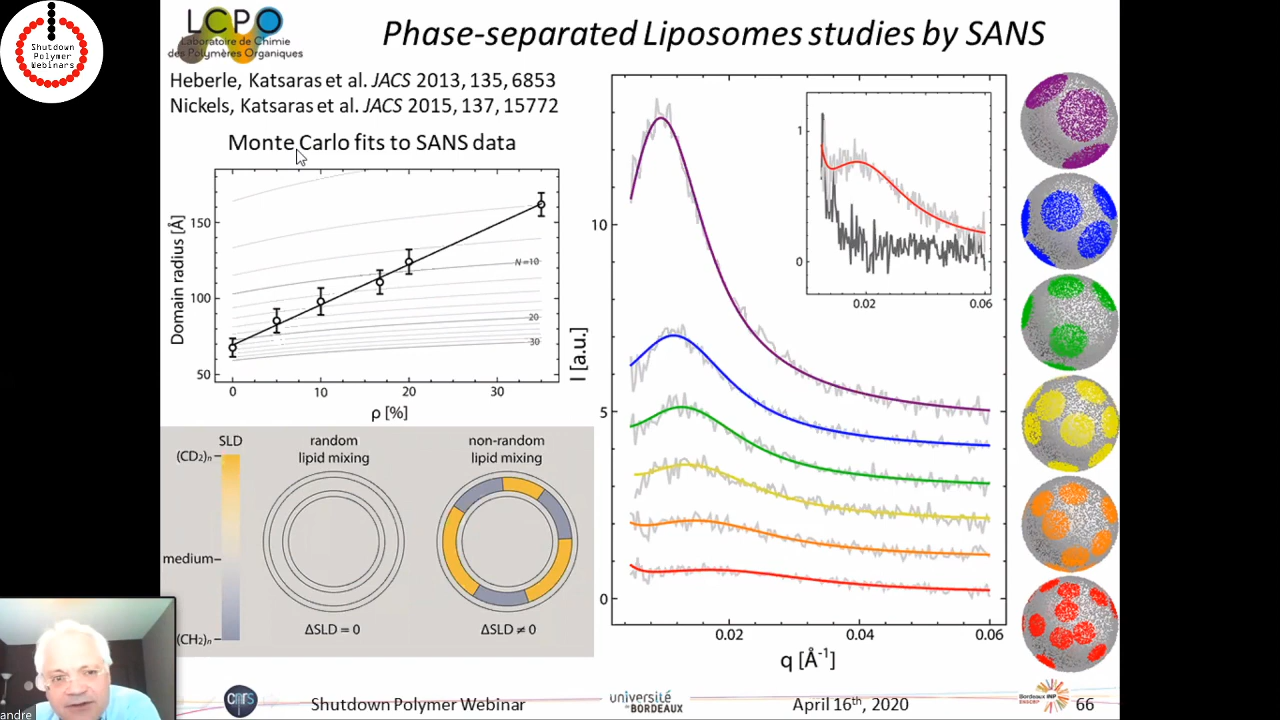 Shutdown
Polymer
Webinars
LCPO
Laboratoire de Chimie
des Polymères Organiques
Phase-separated Liposomes studies by SANS
Heberle, Katsaras et al. JACS 2013, 135, 6853
Nickels, Katsaras et al. JACS 2015, 137, 15772
Monte Carlo fits to SANS data
Domain radius [Å]
150
100
50
N=10
20
30
0
10
20
30
ρ [%]
SLD
(CD₂)ₙ
medium
(CH₂)ₙ
random
lipid mixing
ΔSLD = 0
non-random
lipid mixing
ΔSLD ≠ 0
I [a.u.]
10
5
0
0.02
0.04
0.06
q [Å⁻¹]
1
0
0.02
0.06
andre
cnrs
Shutdown Polymer Webinar
université
de BORDEAUX
April 16th, 2020
Bordeaux INP
66